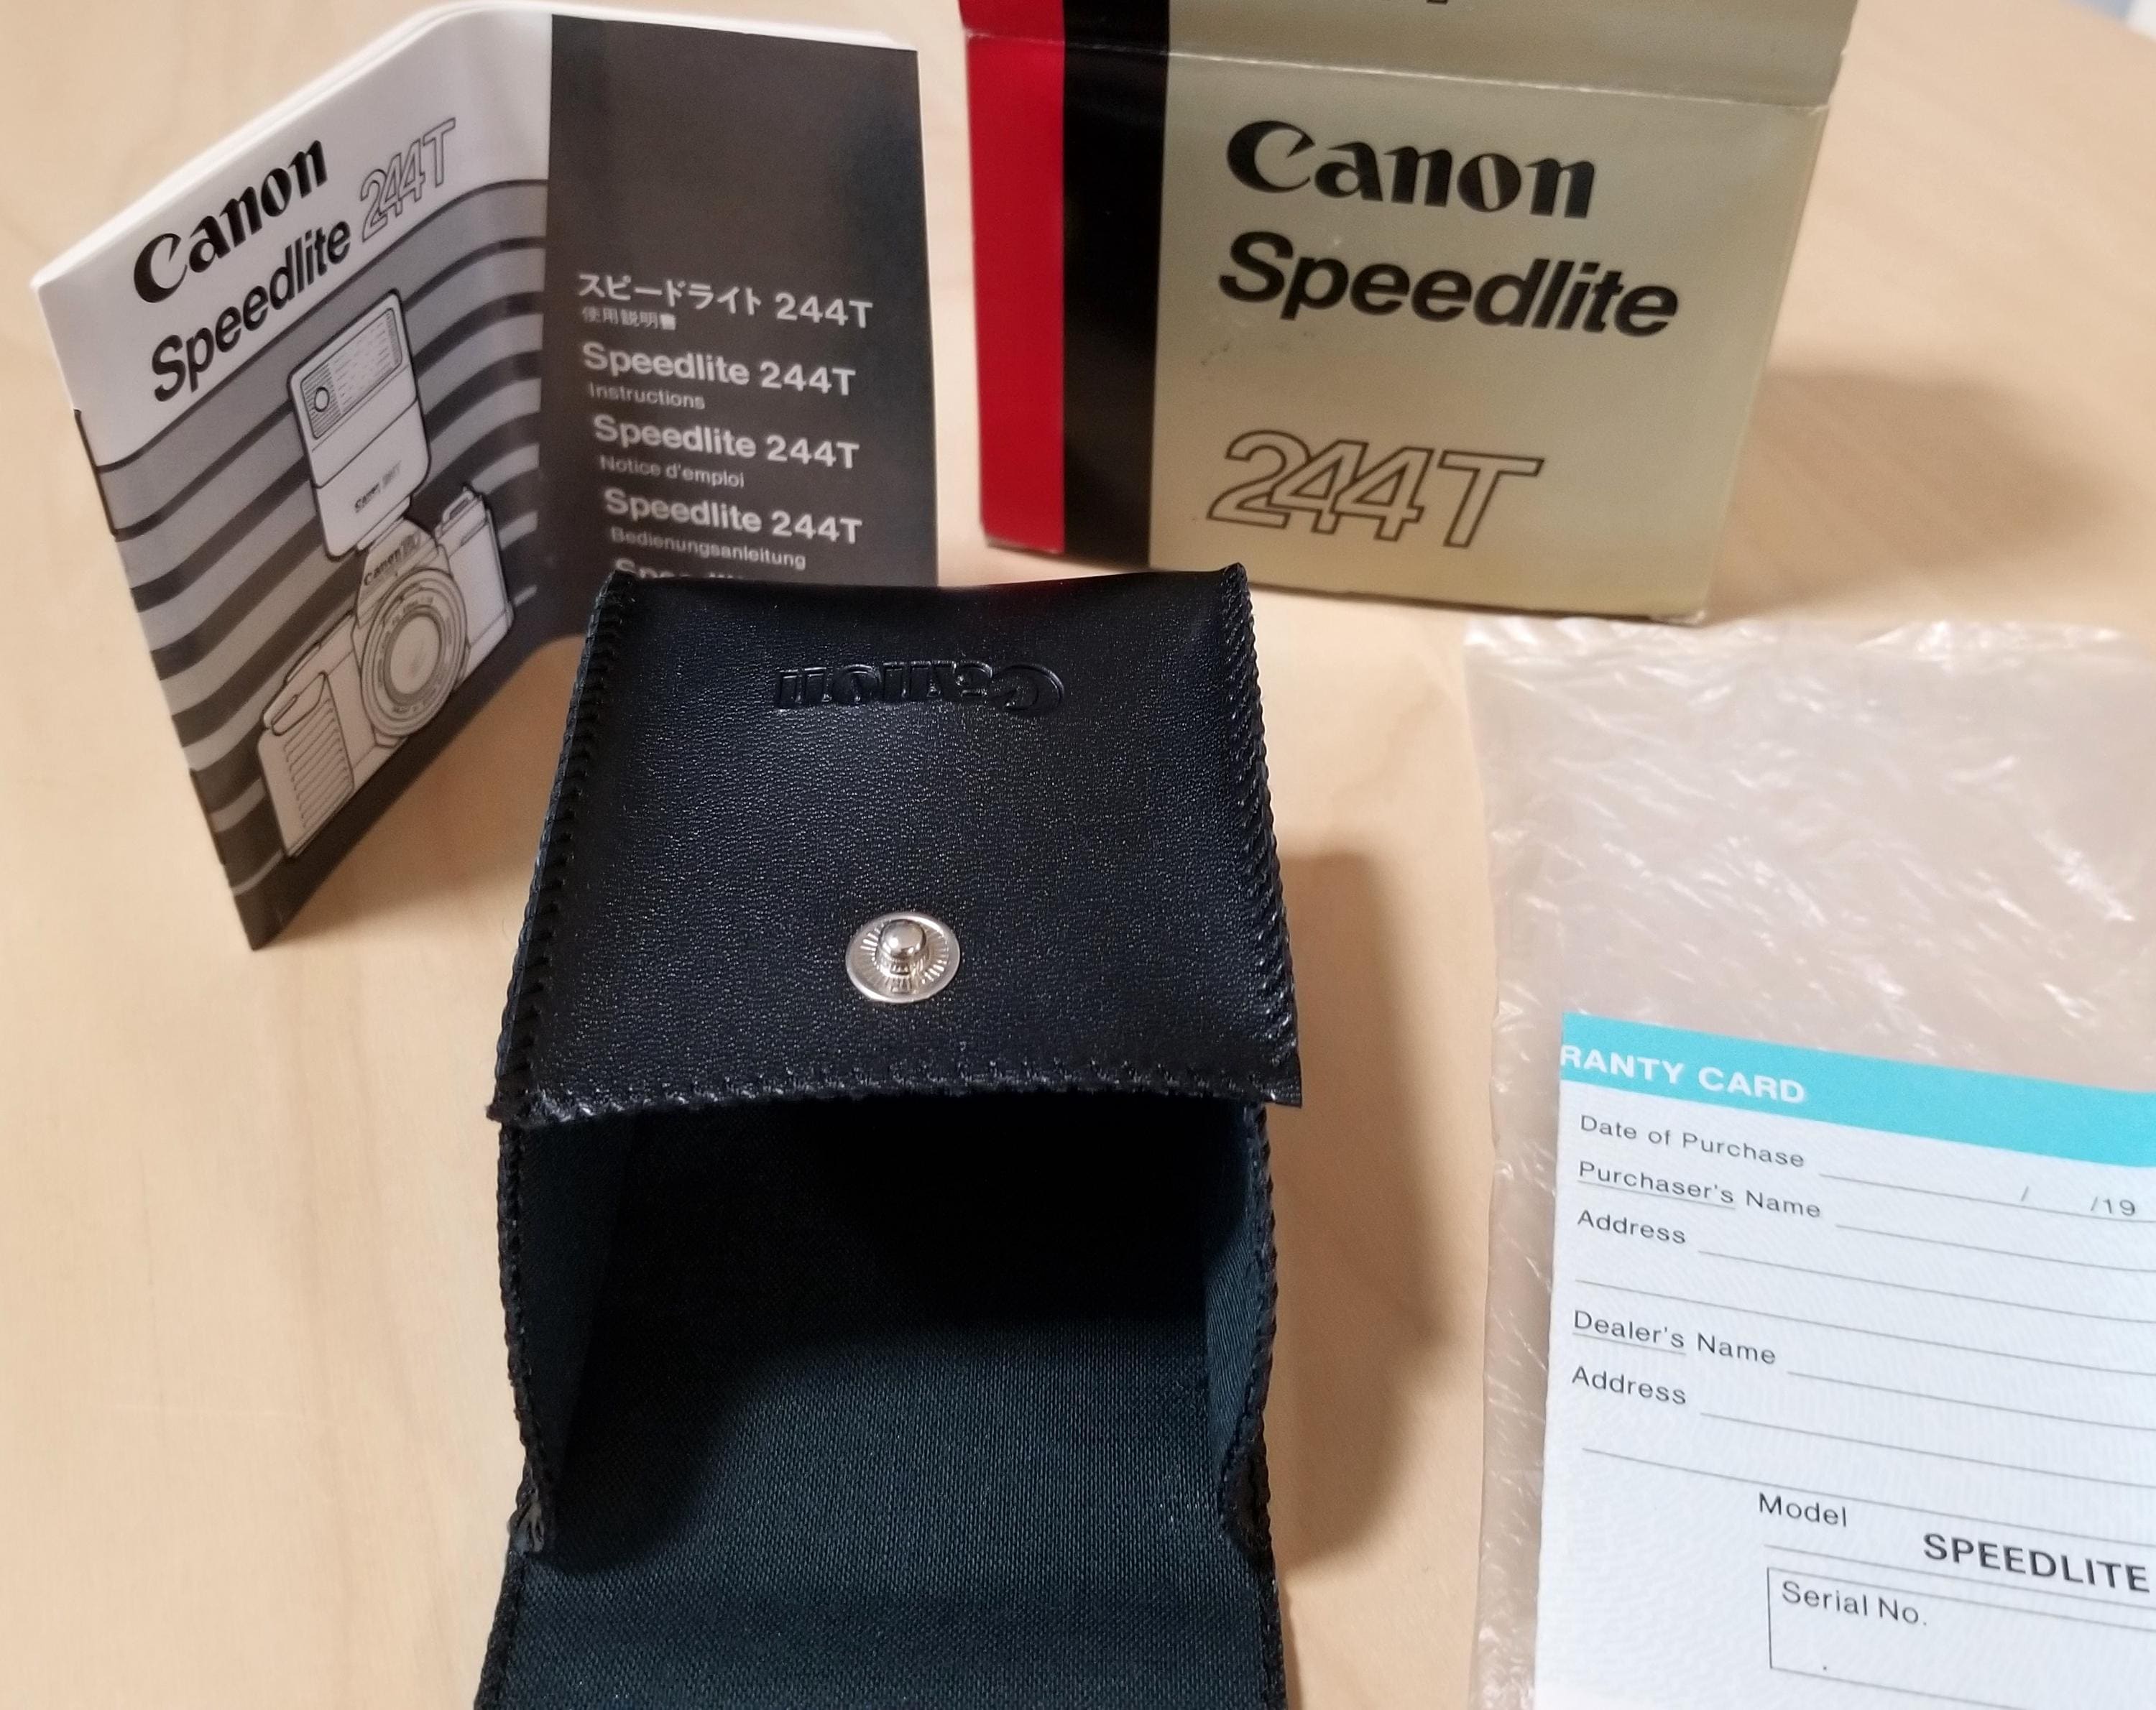 Canon
Speedlite 244T
Canon
スピードライト 244T
使用説明書
Speedlite 244T
Instructions
Speedlite 244T
Notice d'emploi
Speedlite 244T
Bedienungsanleitung
Canon
Speedlite
244T
Canon
RANTY CARD
Date of Purchase / /19
Purchaser's Name
Address
Dealer's Name
Address
Model
SPEEDLITE
Serial No.